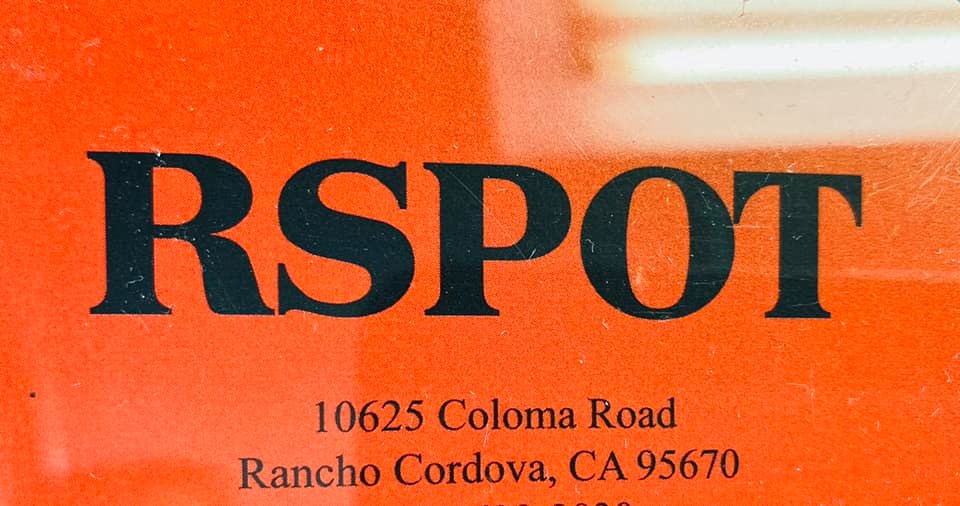 RSPOT
10625 Coloma Road
Rancho Cordova, CA 95670